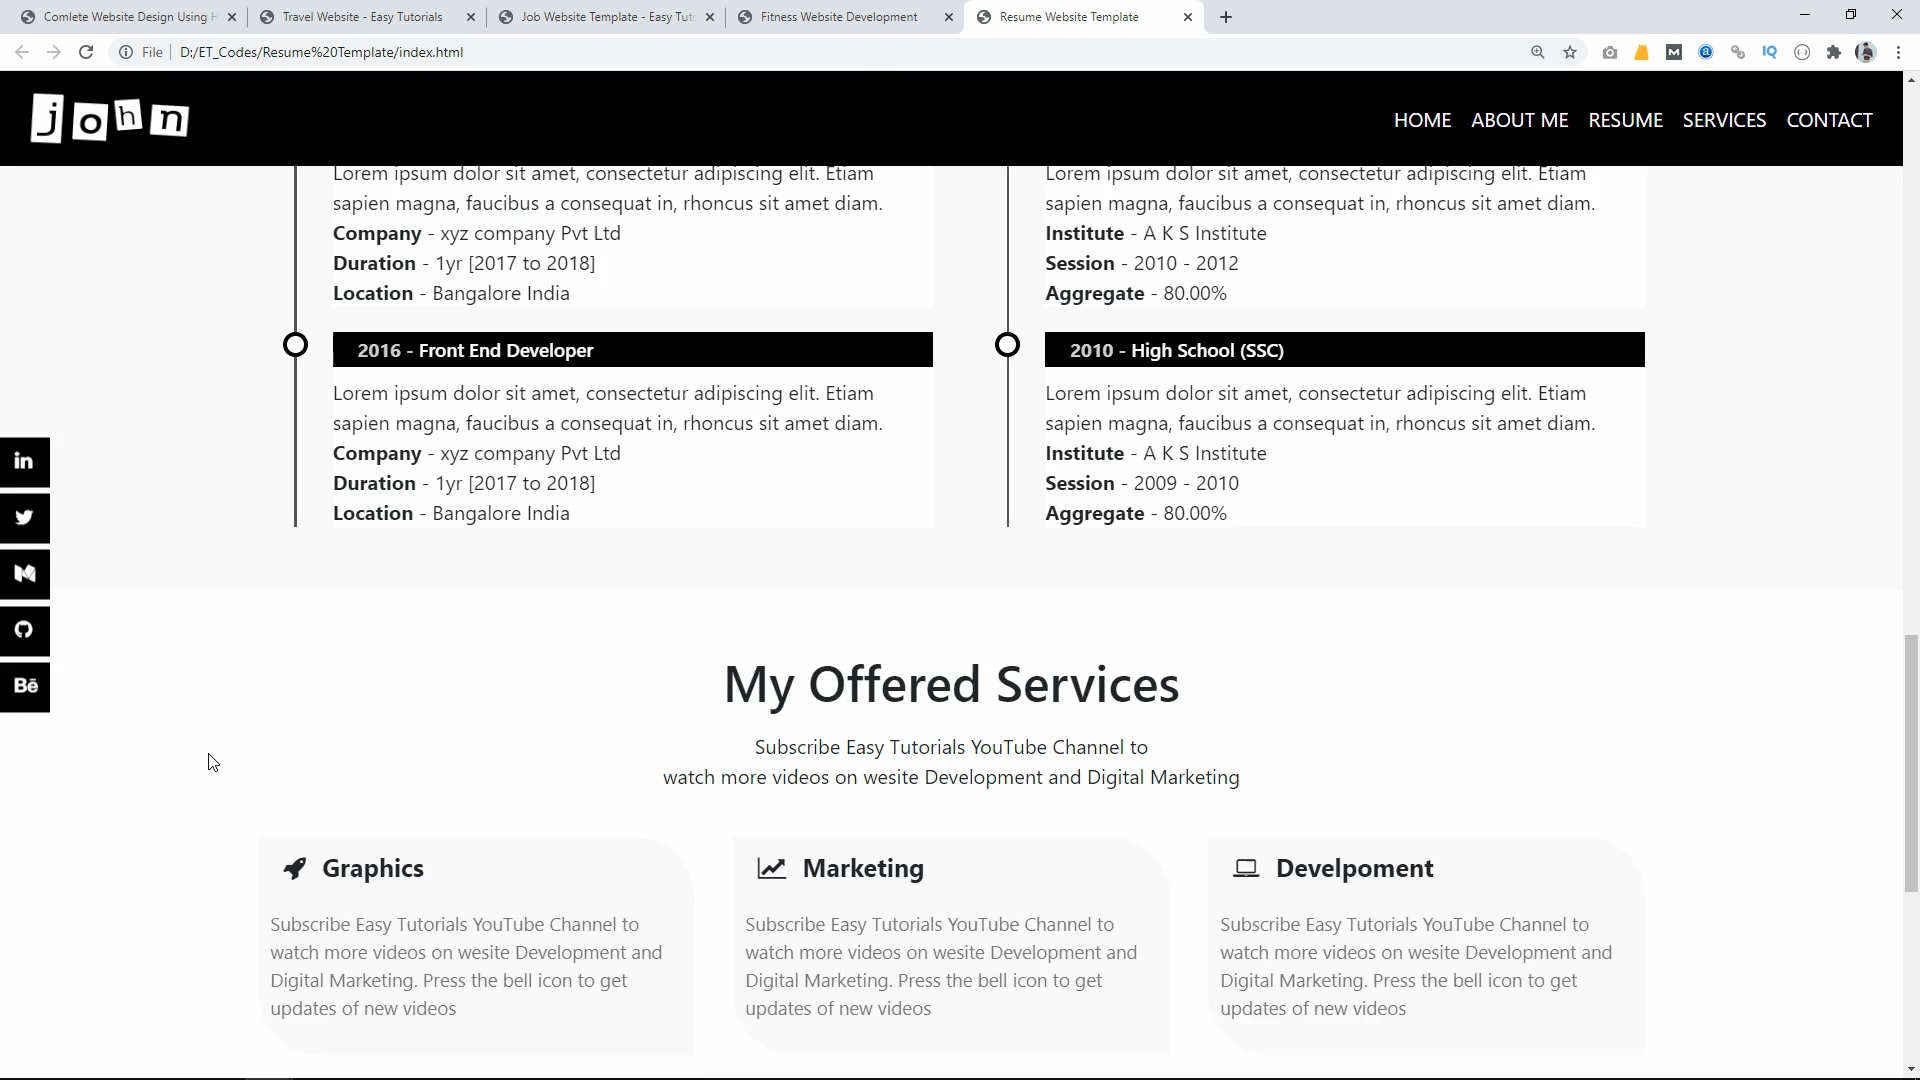 Comlete Website Design Using H
Travel Website - Easy Tutorials
Job Website Template - Easy Tuto
Fitness Website Development
Resume Website Template
File
D:/ET_Codes/Resume%20Template/index.html
john
HOME
ABOUT ME
RESUME
SERVICES
CONTACT
Lorem ipsum dolor sit amet, consectetur adipiscing elit. Etiam
sapien magna, faucibus a consequat in, rhoncus sit amet diam.
Company - xyz company Pvt Ltd
Duration - 1yr [2017 to 2018]
Location - Bangalore India
2016 - Front End Developer
Lorem ipsum dolor sit amet, consectetur adipiscing elit. Etiam
sapien magna, faucibus a consequat in, rhoncus sit amet diam.
Company - xyz company Pvt Ltd
Duration - 1yr [2017 to 2018]
Location - Bangalore India
Lorem ipsum dolor sit amet, consectetur adipiscing elit. Etiam
sapien magna, faucibus a consequat in, rhoncus sit amet diam.
Institute - A K S Institute
Session - 2010 - 2012
Aggregate - 80.00%
2010 - High School (SSC)
Lorem ipsum dolor sit amet, consectetur adipiscing elit. Etiam
sapien magna, faucibus a consequat in, rhoncus sit amet diam.
Institute - A K S Institute
Session - 2009 - 2010
Aggregate - 80.00%
in
Bē
My Offered Services
Subscribe Easy Tutorials YouTube Channel to
watch more videos on wesite Development and Digital Marketing
Graphics
Subscribe Easy Tutorials YouTube Channel to
watch more videos on wesite Development and
Digital Marketing. Press the bell icon to get
updates of new videos
Marketing
Subscribe Easy Tutorials YouTube Channel to
watch more videos on wesite Development and
Digital Marketing. Press the bell icon to get
updates of new videos
Develpoment
Subscribe Easy Tutorials YouTube Channel to
watch more videos on wesite Development and
Digital Marketing. Press the bell icon to get
updates of new videos